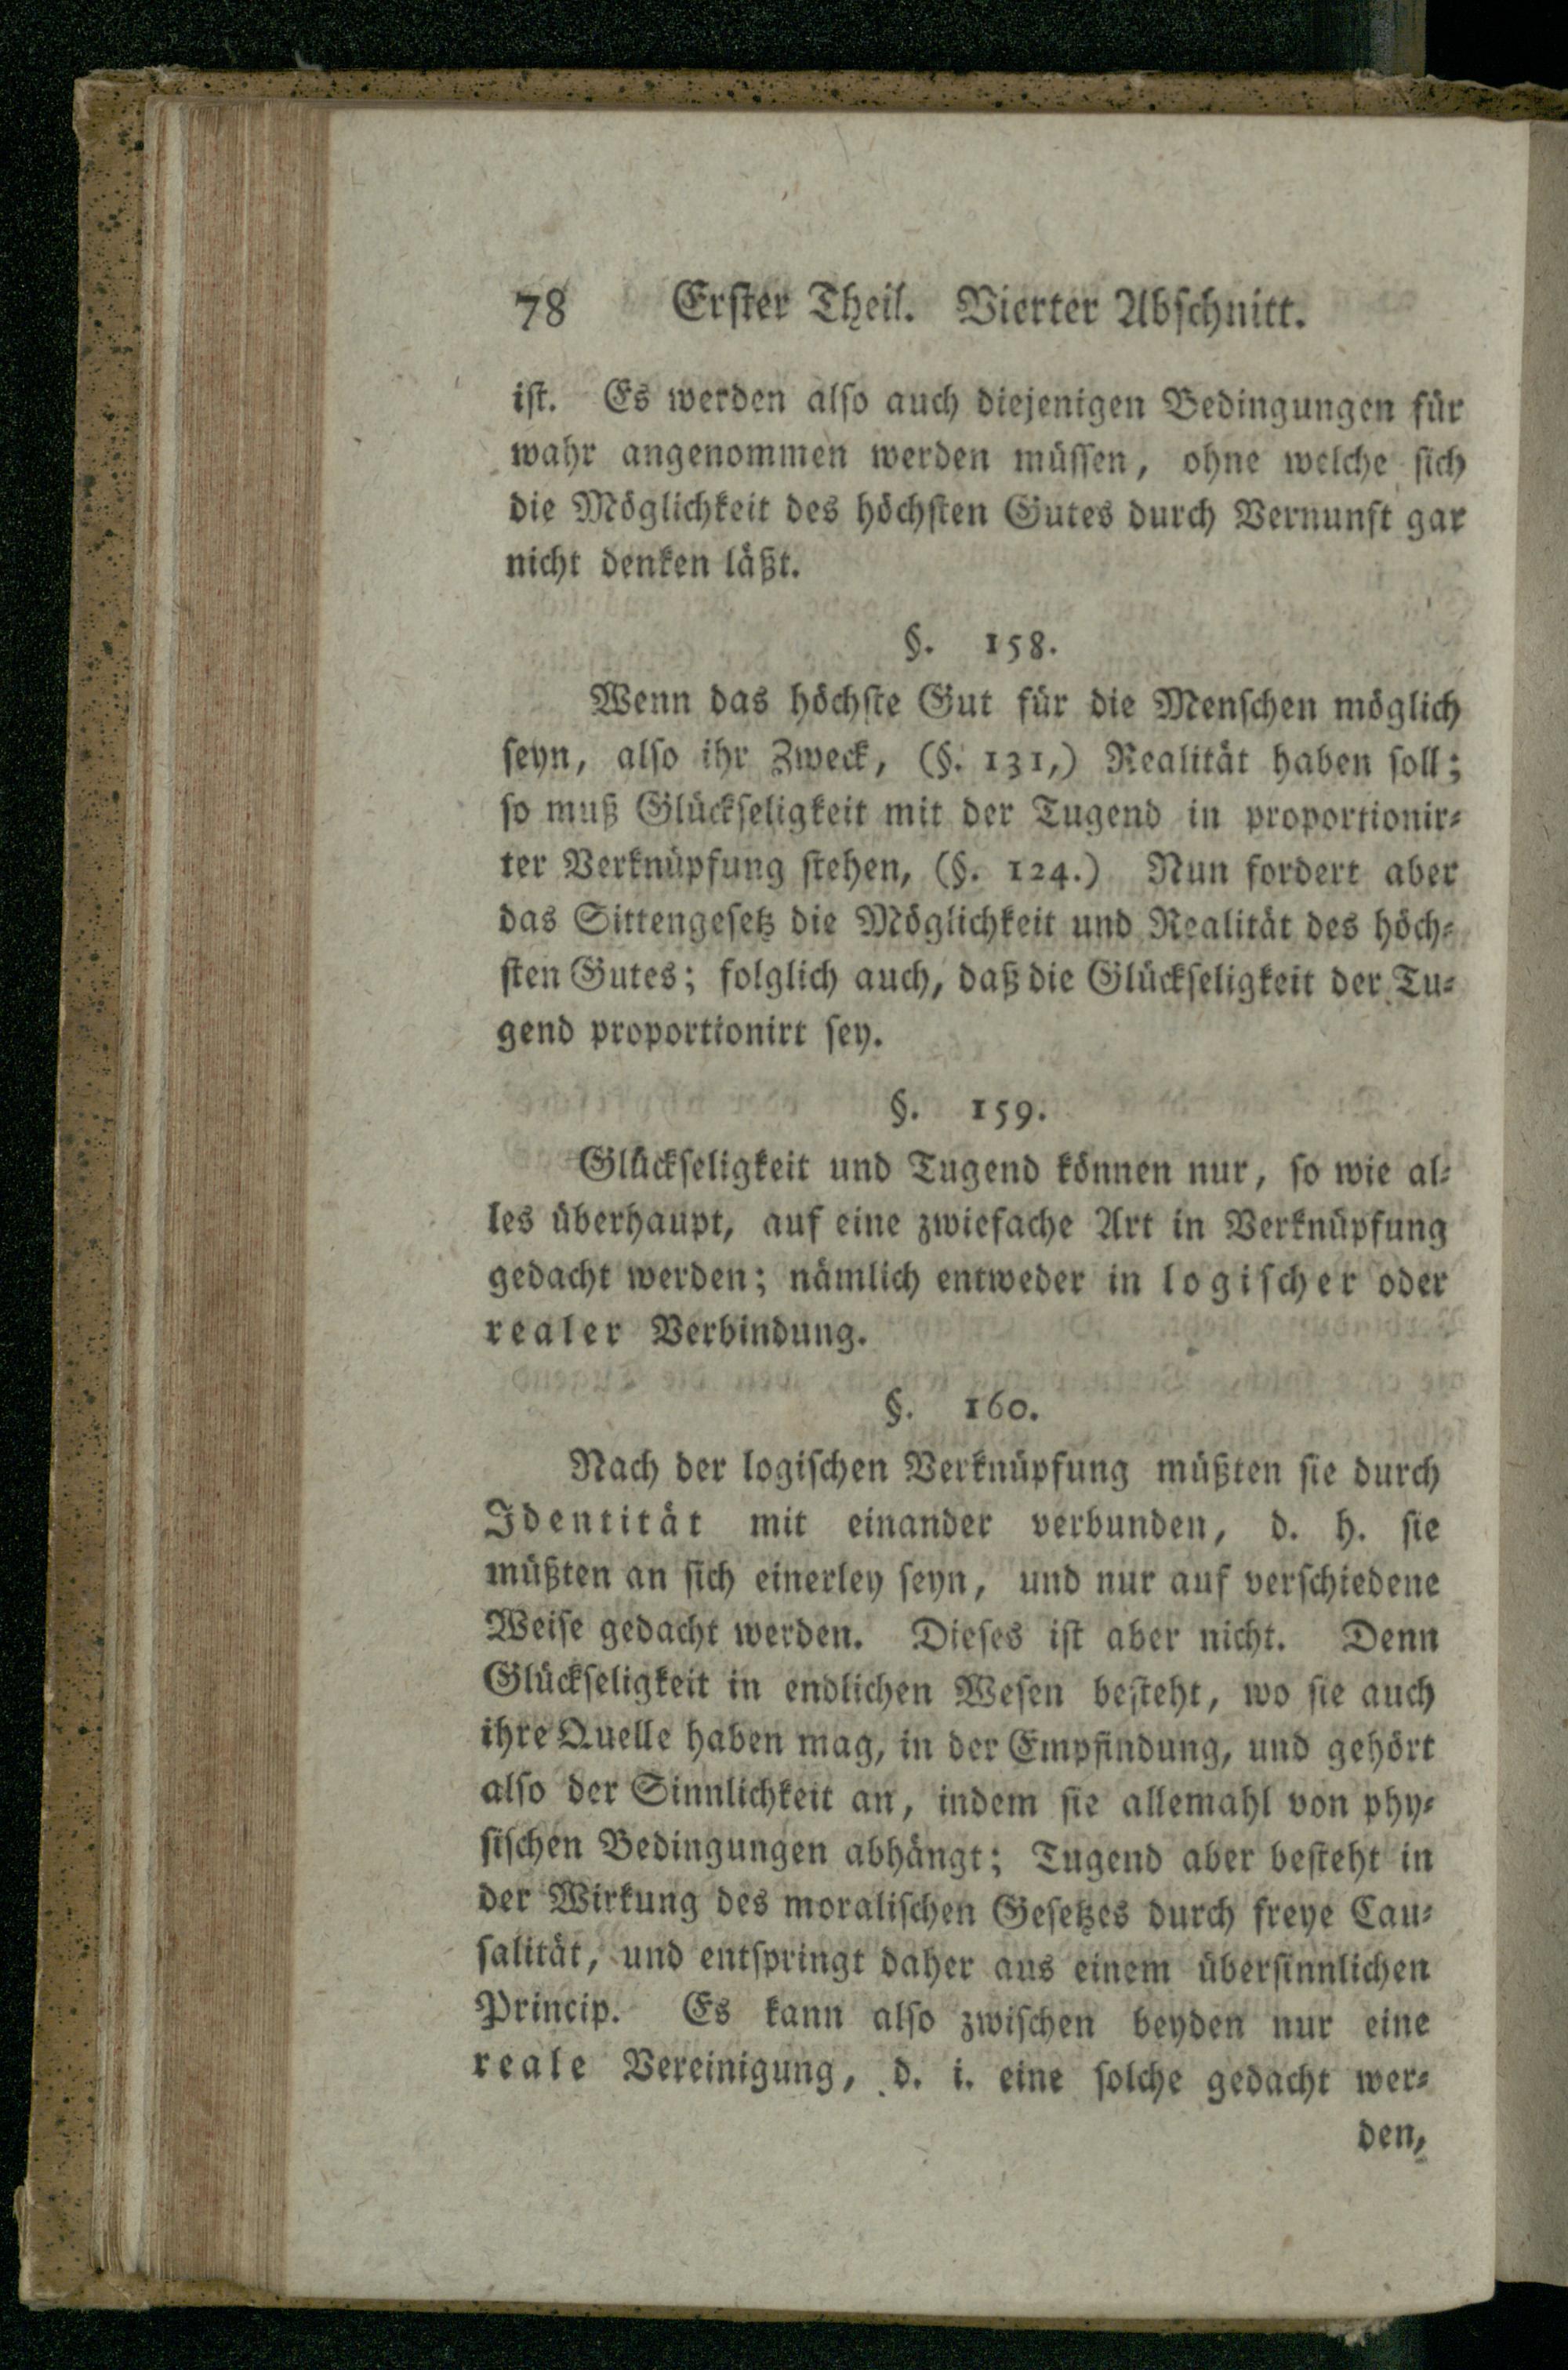 78 Erster Theil. Vierter Abschnitt.
ist. Es werden also auch diejenigen Bedingungen für
wahr angenommen werden müssen, ohne welche sich
die Möglichkeit des höchsten Gutes durch Vernunft gar
nicht denken läßt.
§. 158.
Wenn das höchste Gut für die Menschen möglich
seyn, also ihr Zweck, (§. 131,) Realität haben soll;
so muß Glückseligkeit mit der Tugend in proportionir-
ter Verknüpfung stehen, (§. 124.) Nun fordert aber
das Sittengesetz die Möglichkeit und Realität des höch-
sten Gutes; folglich auch, daß die Glückseligkeit der Tu-
gend proportionirt sey.
§. 159.
Glückseligkeit und Tugend können nur, so wie al-
les überhaupt, auf eine zwiefache Art in Verknüpfung
gedacht werden; nämlich entweder in logischer oder
realer Verbindung.
§. 160.
Nach der logischen Verknüpfung müßten sie durch
Identität mit einander verbunden, d. h. sie
müßten an sich einerley seyn, und nur auf verschiedene
Weise gedacht werden. Dieses ist aber nicht. Denn
Glückseligkeit in endlichen Wesen besteht, wo sie auch
ihre Quelle haben mag, in der Empfindung, und gehört
also der Sinnlichkeit an, indem sie allemahl von phy-
sischen Bedingungen abhängt; Tugend aber besteht in
der Wirkung des moralischen Gesetzes durch freye Cau-
salität, und entspringt daher aus einem übersinnlichen
Princip. Es kann also zwischen beyden nur eine
reale Vereinigung, d. i. eine solche gedacht wer-
den,